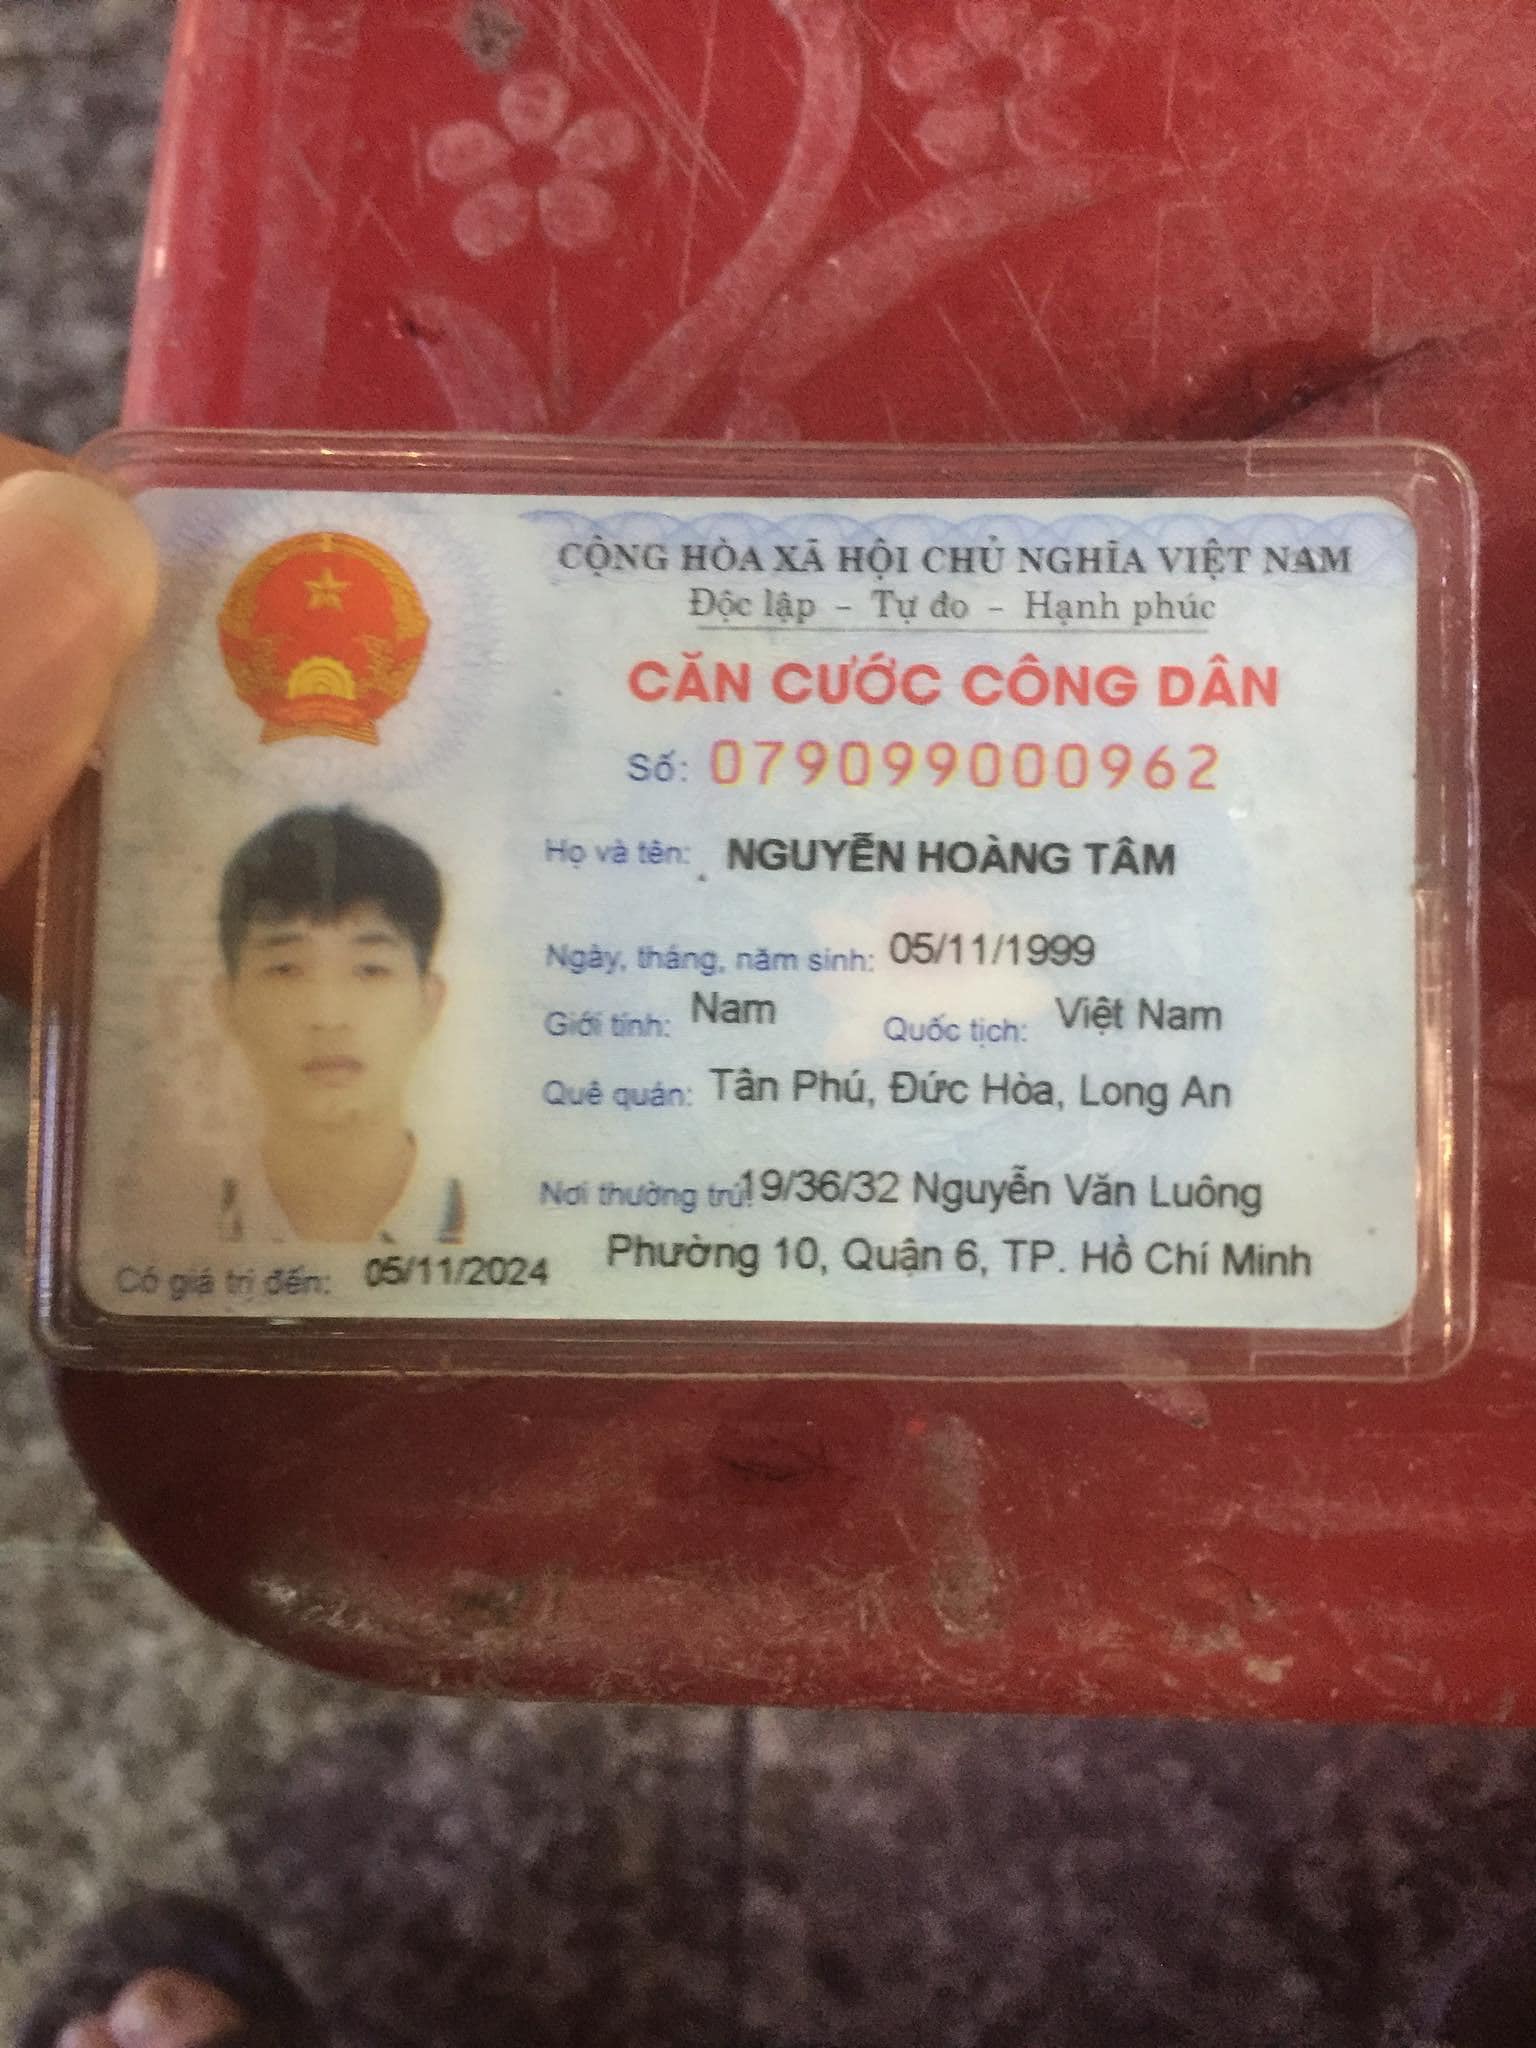 CỘNG HÒA XÃ HỘI CHỦ NGHĨA VIỆT NAM
Độc lập - Tự do - Hạnh phúc
CĂN CƯỚC CÔNG DÂN
Số: 079099000962
Họ và tên: NGUYỄN HOÀNG TÂM
Ngày, tháng, năm sinh: 05/11/1999
Giới tính: Nam Quốc tịch: Việt Nam
Quê quán: Tân Phú, Đức Hòa, Long An
Nơi thường trú: 19/36/32 Nguyễn Văn Luông
Phường 10, Quận 6, TP. Hồ Chí Minh
Có giá trị đến: 05/11/2024